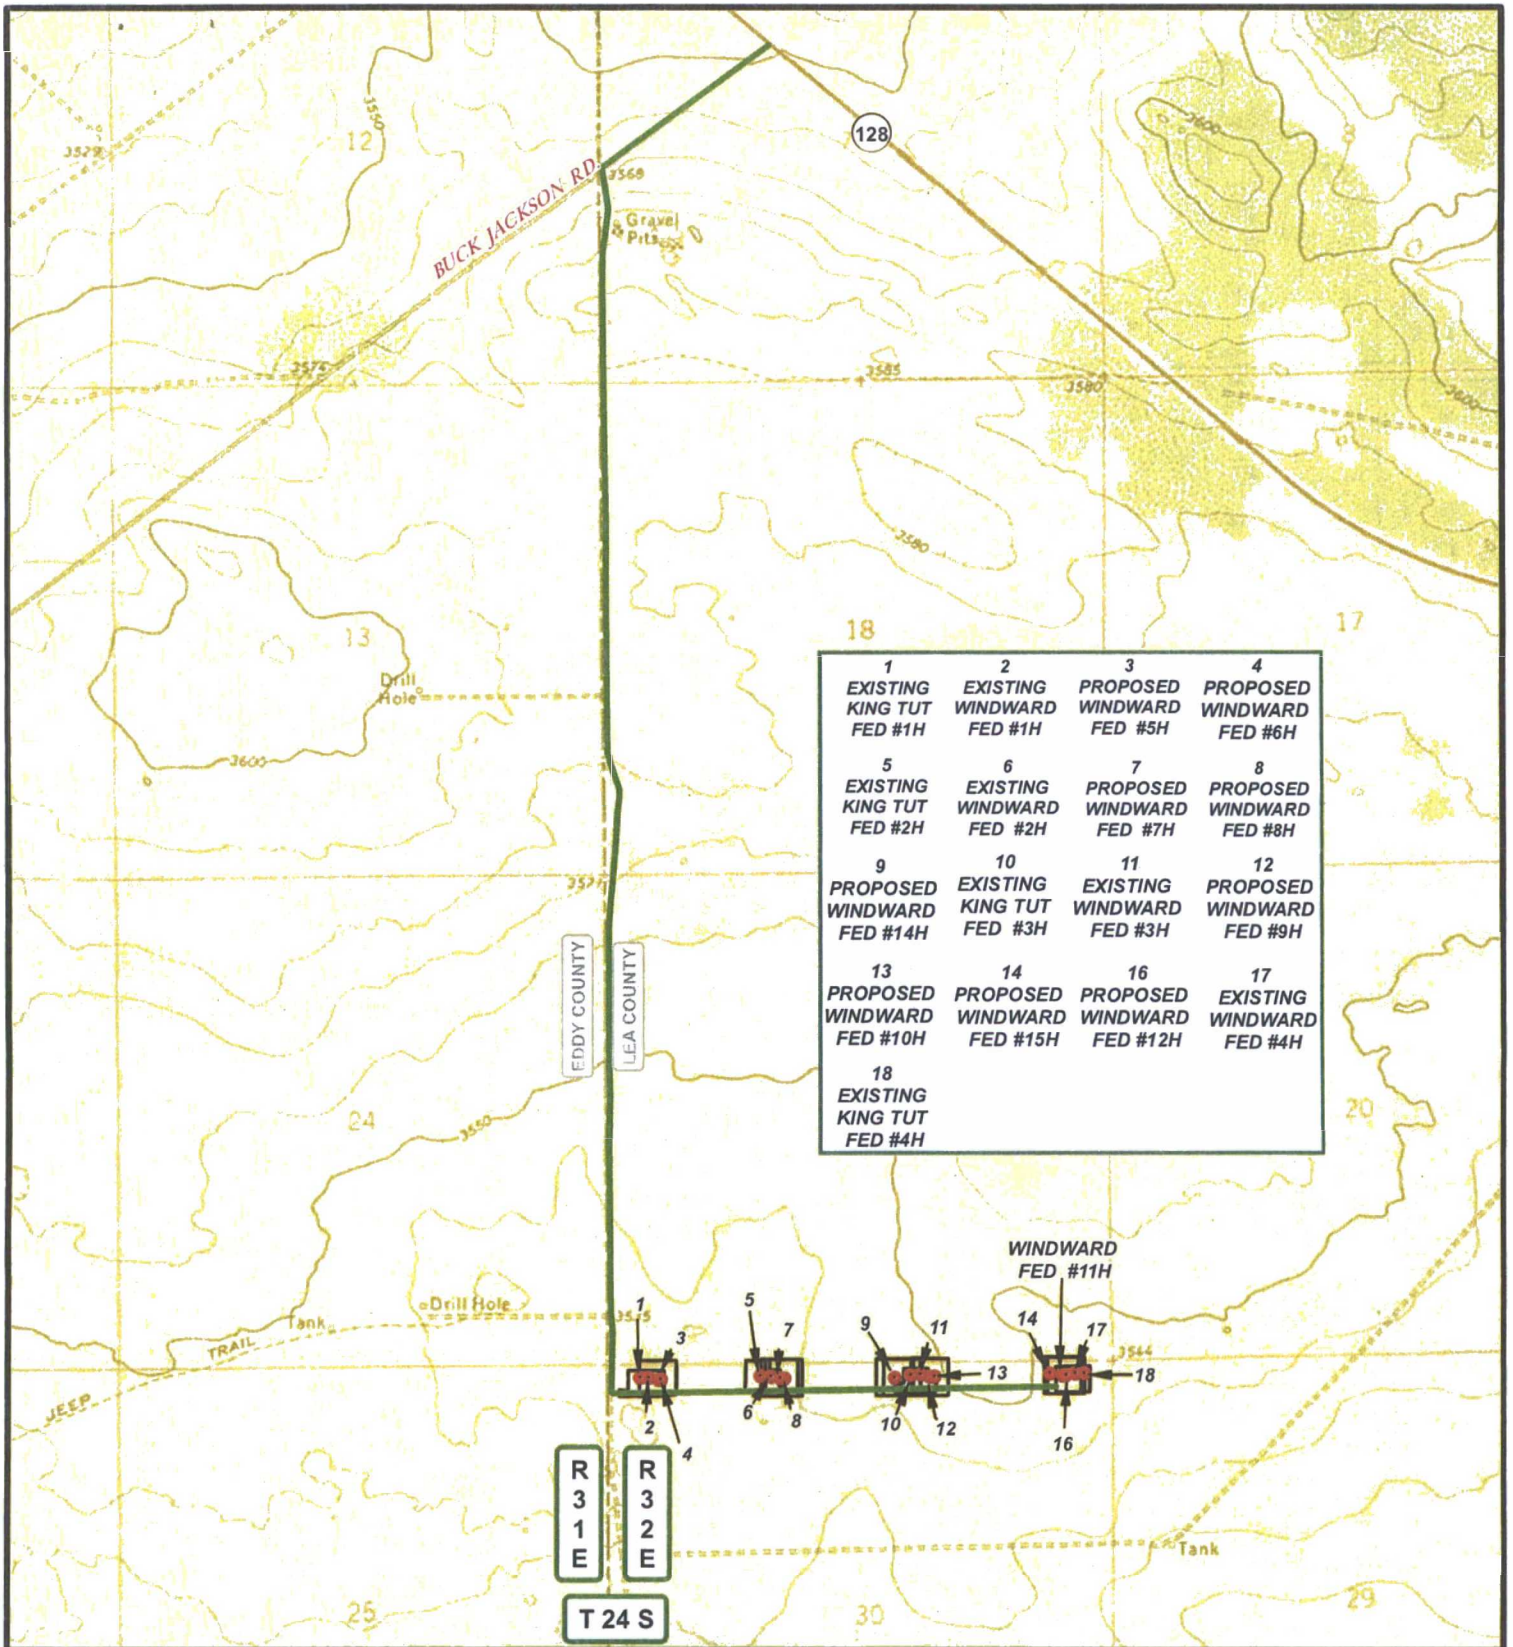 128
12
3550
3529
3600
BUCK JACKSON RD.
3569
Gravel
Pits
3575
3585
3580
3600
3580
13
18
17
Drill
Hole
3600
1
EXISTING
KING TUT
FED #1H
2
EXISTING
WINDWARD
FED #1H
3
PROPOSED
WINDWARD
FED #5H
4
PROPOSED
WINDWARD
FED #6H
5
EXISTING
KING TUT
FED #2H
6
EXISTING
WINDWARD
FED #2H
7
PROPOSED
WINDWARD
FED #7H
8
PROPOSED
WINDWARD
FED #8H
9
PROPOSED
WINDWARD
FED #14H
10
EXISTING
KING TUT
FED #3H
11
EXISTING
WINDWARD
FED #3H
12
PROPOSED
WINDWARD
FED #9H
13
PROPOSED
WINDWARD
FED #10H
14
PROPOSED
WINDWARD
FED #15H
16
PROPOSED
WINDWARD
FED #12H
17
EXISTING
WINDWARD
FED #4H
18
EXISTING
KING TUT
FED #4H
EDDY COUNTY
LEA COUNTY
24
3550
20
WINDWARD
FED #11H
Drill Hole
Tank
JEEP TRAIL
1
3
5
7
9
11
14
17
3564
13
18
2
4
6
8
10
12
16
R
31
E
R
32
E
Tank
25
T 24 S
30
29